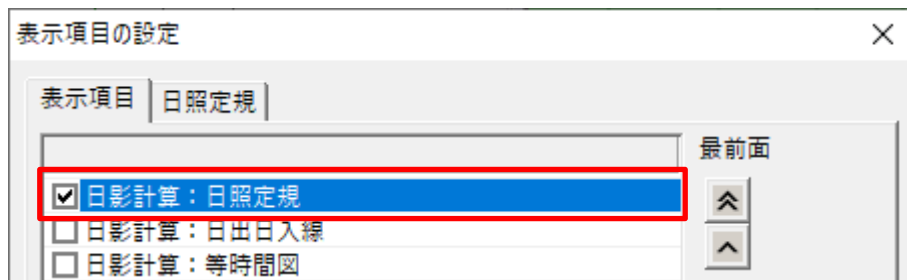 表示項目の設定
表示項目 日照定規
最前面
日影計算：日照定規
日影計算：日出日入線
日影計算：等時間図